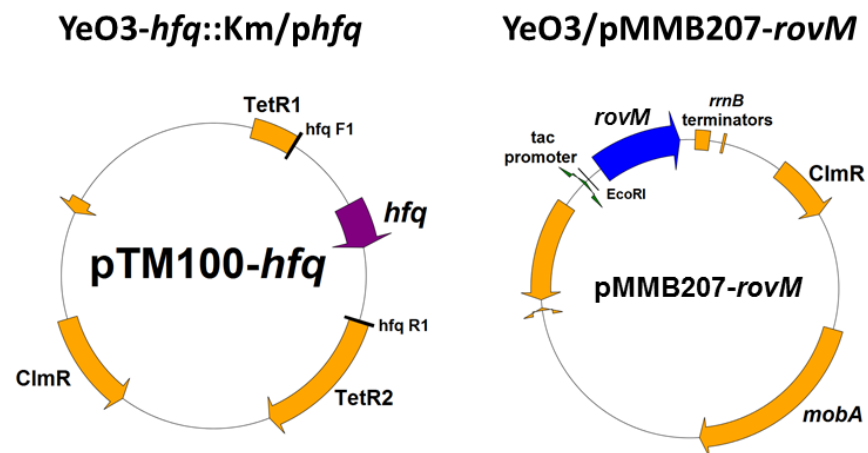 YeO3-hfq::Km/phfq
TetR1
hfq F1
hfq
pTM100-hfq
hfq R1
ClmR
TetR2
YeO3/pMMB207-rovM
rrnB
terminators
rovM
tac
promoter
EcoRI
ClmR
pMMB207-rovM
mobA